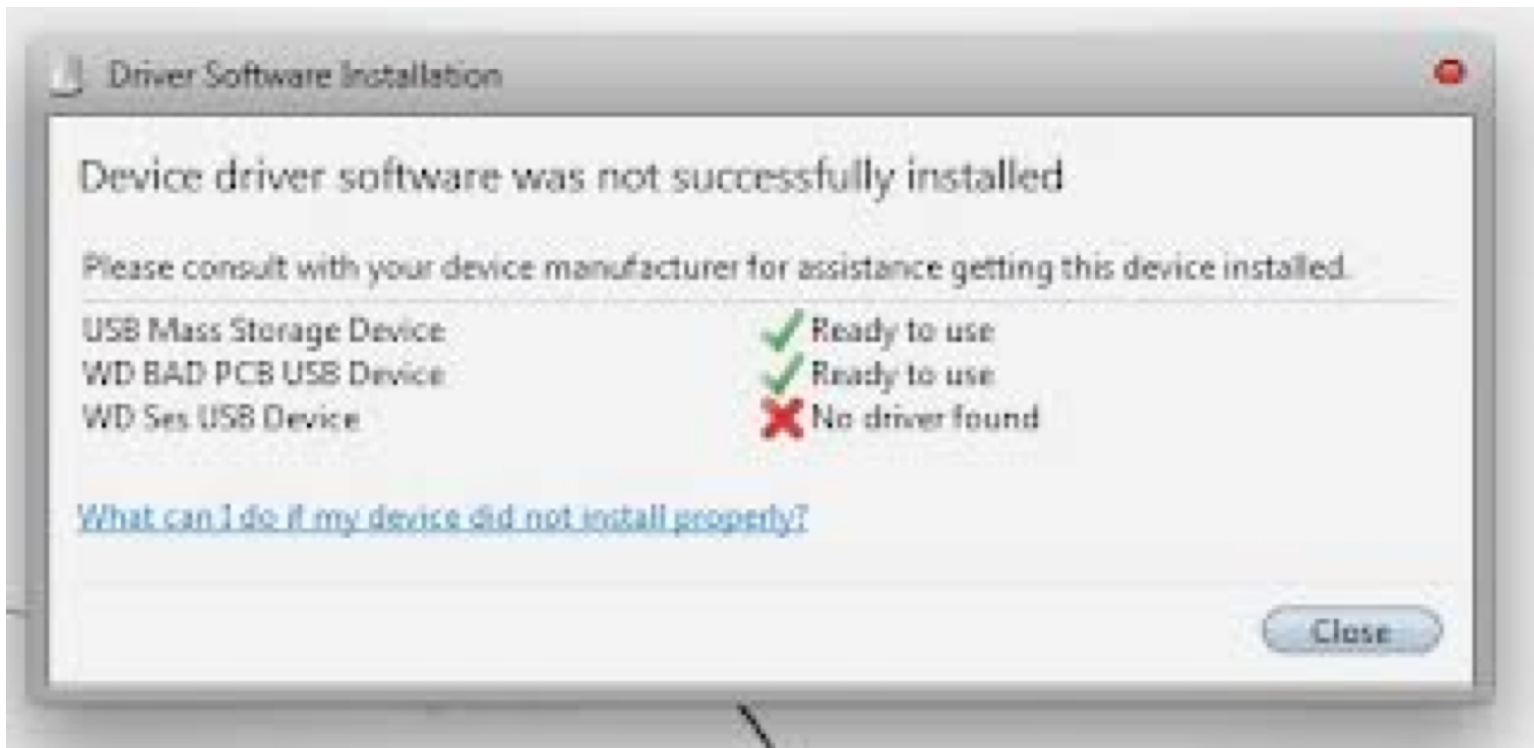 Driver Software Installation
Device driver software was not successfully installed
Please consult with your device manufacturer for assistance getting this device installed.
USB Mass Storage Device Ready to use
WD BAD PCB USB Device Ready to use
WD Ses USB Device No driver found
What can I do if my device did not install properly?
Close